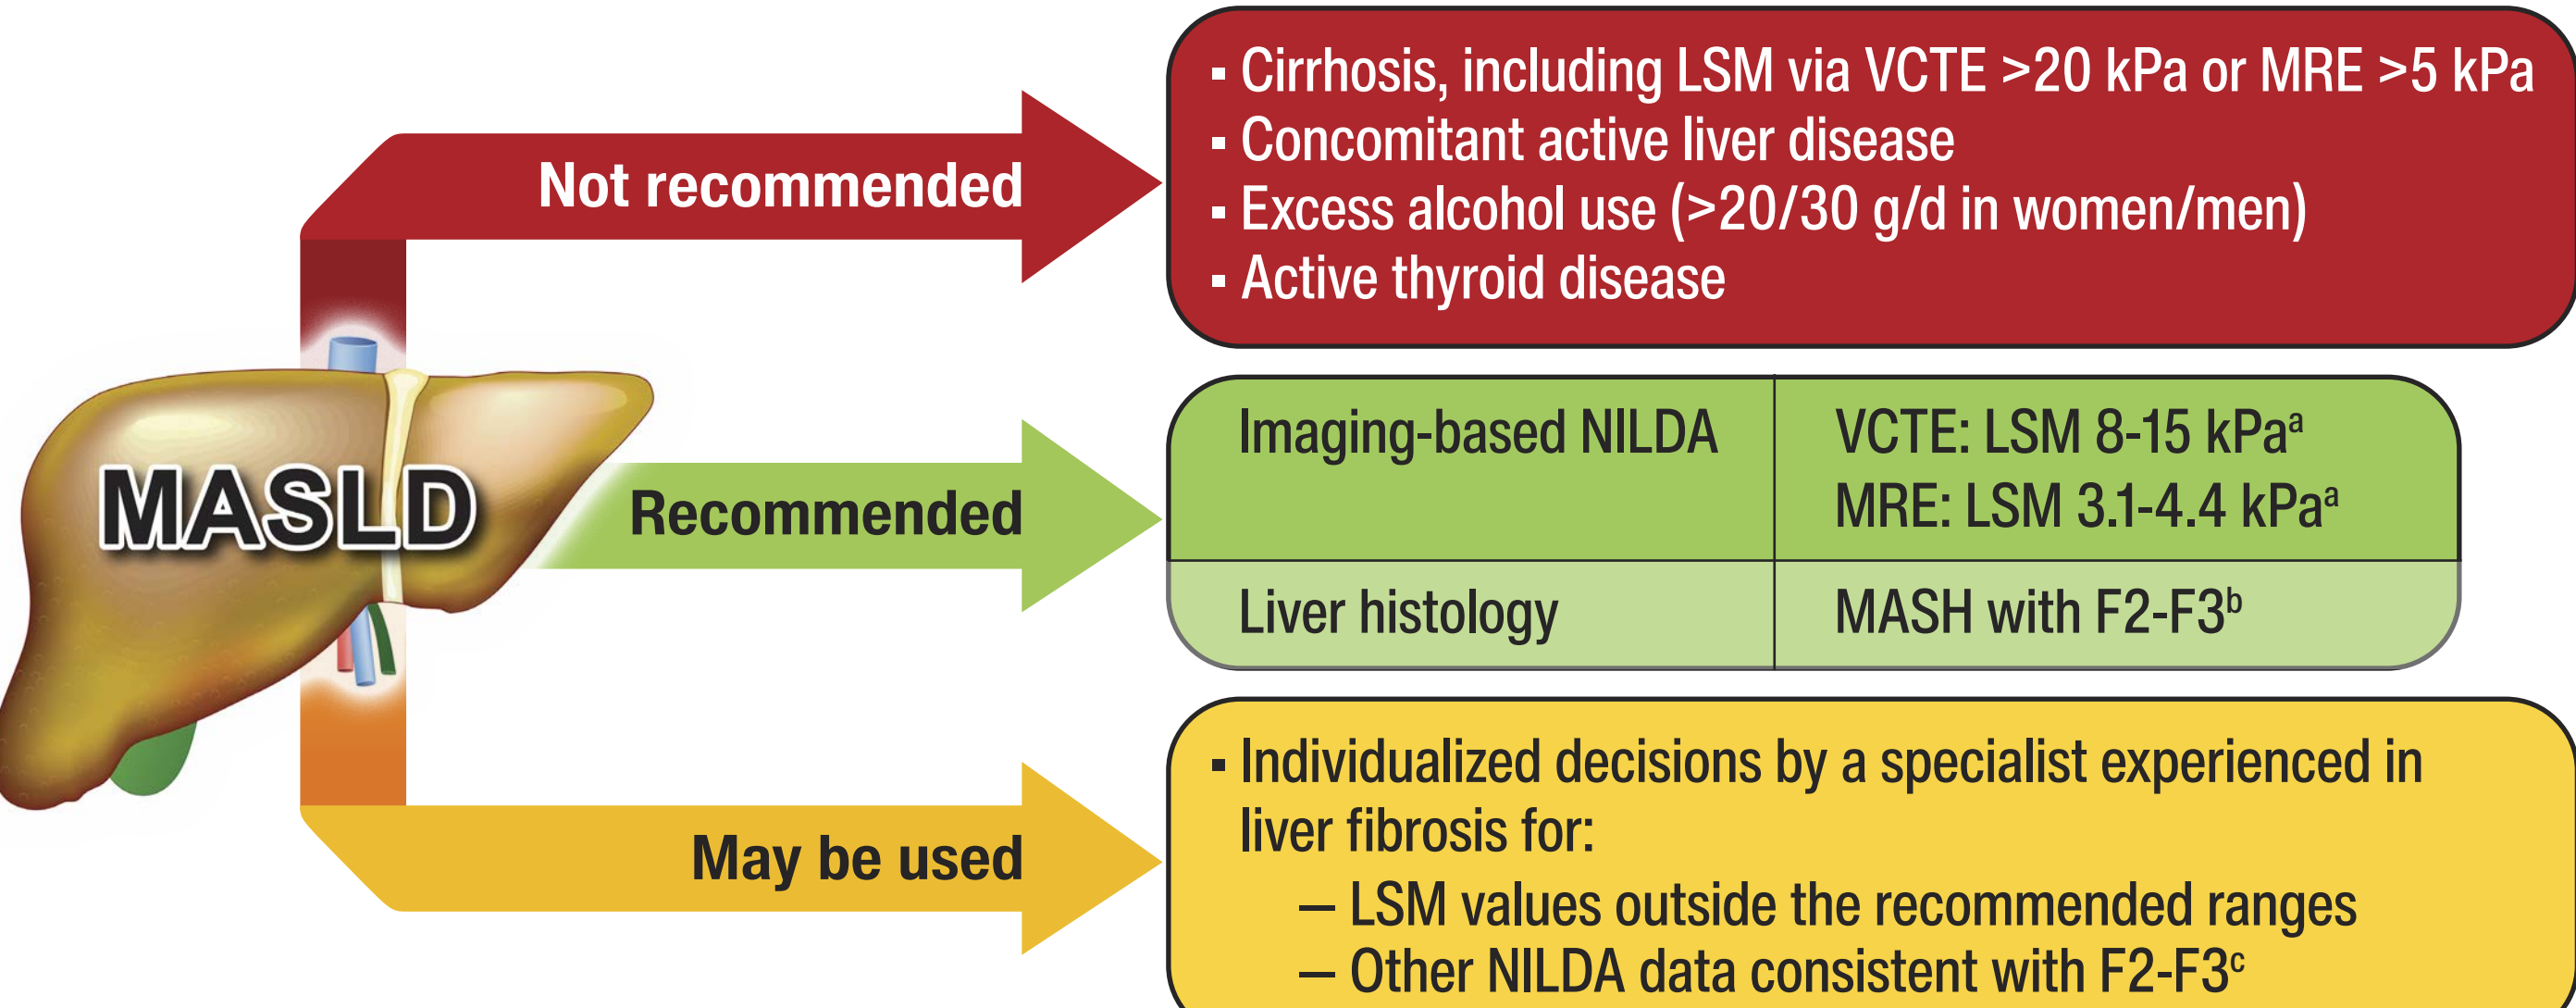 MASLD
Not recommended
▪ Cirrhosis, including LSM via VCTE >20 kPa or MRE >5 kPa
▪ Concomitant active liver disease
▪ Excess alcohol use (>20/30 g/d in women/men)
▪ Active thyroid disease
Recommended
Imaging-based NILDA
VCTE: LSM 8-15 kPaᵃ
MRE: LSM 3.1-4.4 kPaᵃ
Liver histology
MASH with F2-F3ᵇ
May be used
▪ Individualized decisions by a specialist experienced in
liver fibrosis for:
— LSM values outside the recommended ranges
— Other NILDA data consistent with F2-F3ᶜ